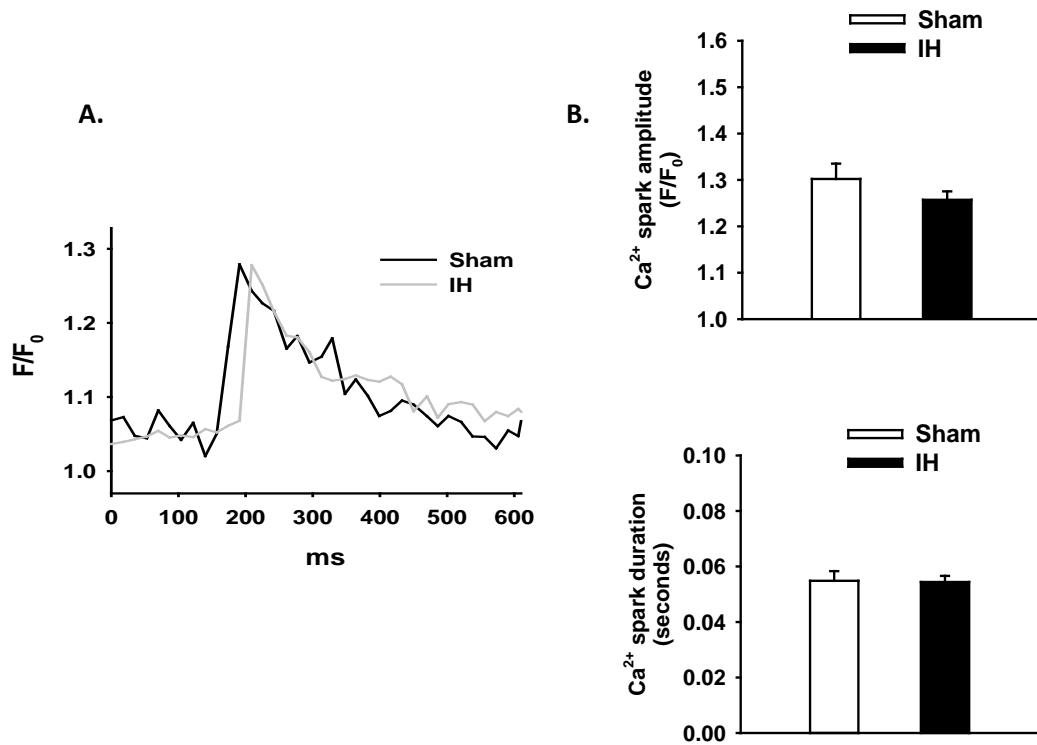 A.
F/F₀
1.3
1.2
1.1
1.0
Sham
IH
0 100 200 300 400 500 600
ms
B.
Sham
IH
Ca²⁺ spark amplitude
(F/F₀)
1.6
1.5
1.4
1.3
1.2
1.1
1.0
Sham
IH
Ca²⁺ spark duration
(seconds)
0.10
0.08
0.06
0.04
0.02
0.00